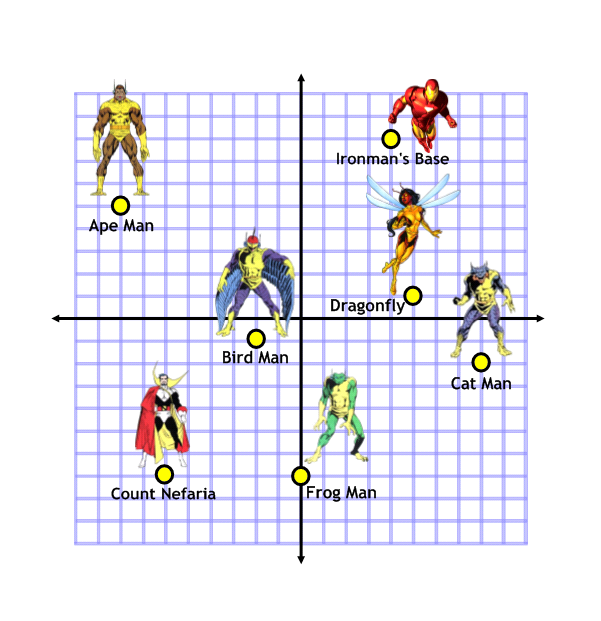 Ironman's Base
Ape Man
Dragonfly
Bird Man
Cat Man
Count Nefaria
Frog Man